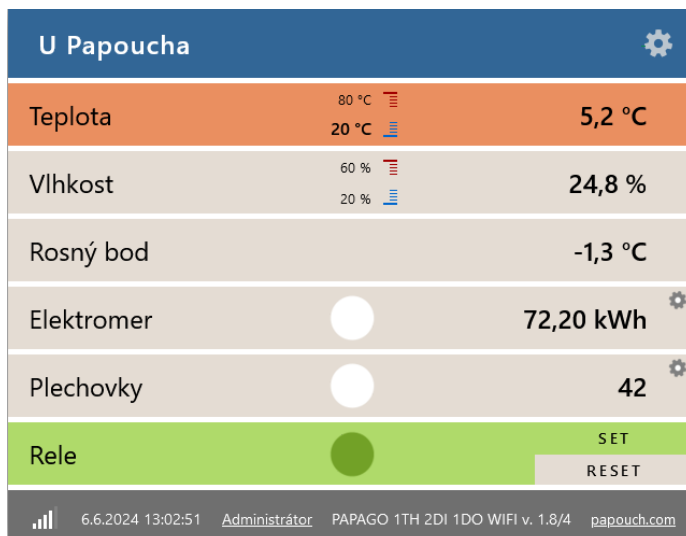 U Papoucha
Teplota 80 °C 20 °C 5,2 °C
Vlhkost 60 % 20 % 24,8 %
Rosný bod -1,3 °C
Elektromer 72,20 kWh
Plechovky 42
Rele SET
RESET
6.6.2024 13:02:51 Administrátor PAPAGO 1TH 2DI 1DO WIFI v. 1.8/4 papouch.com